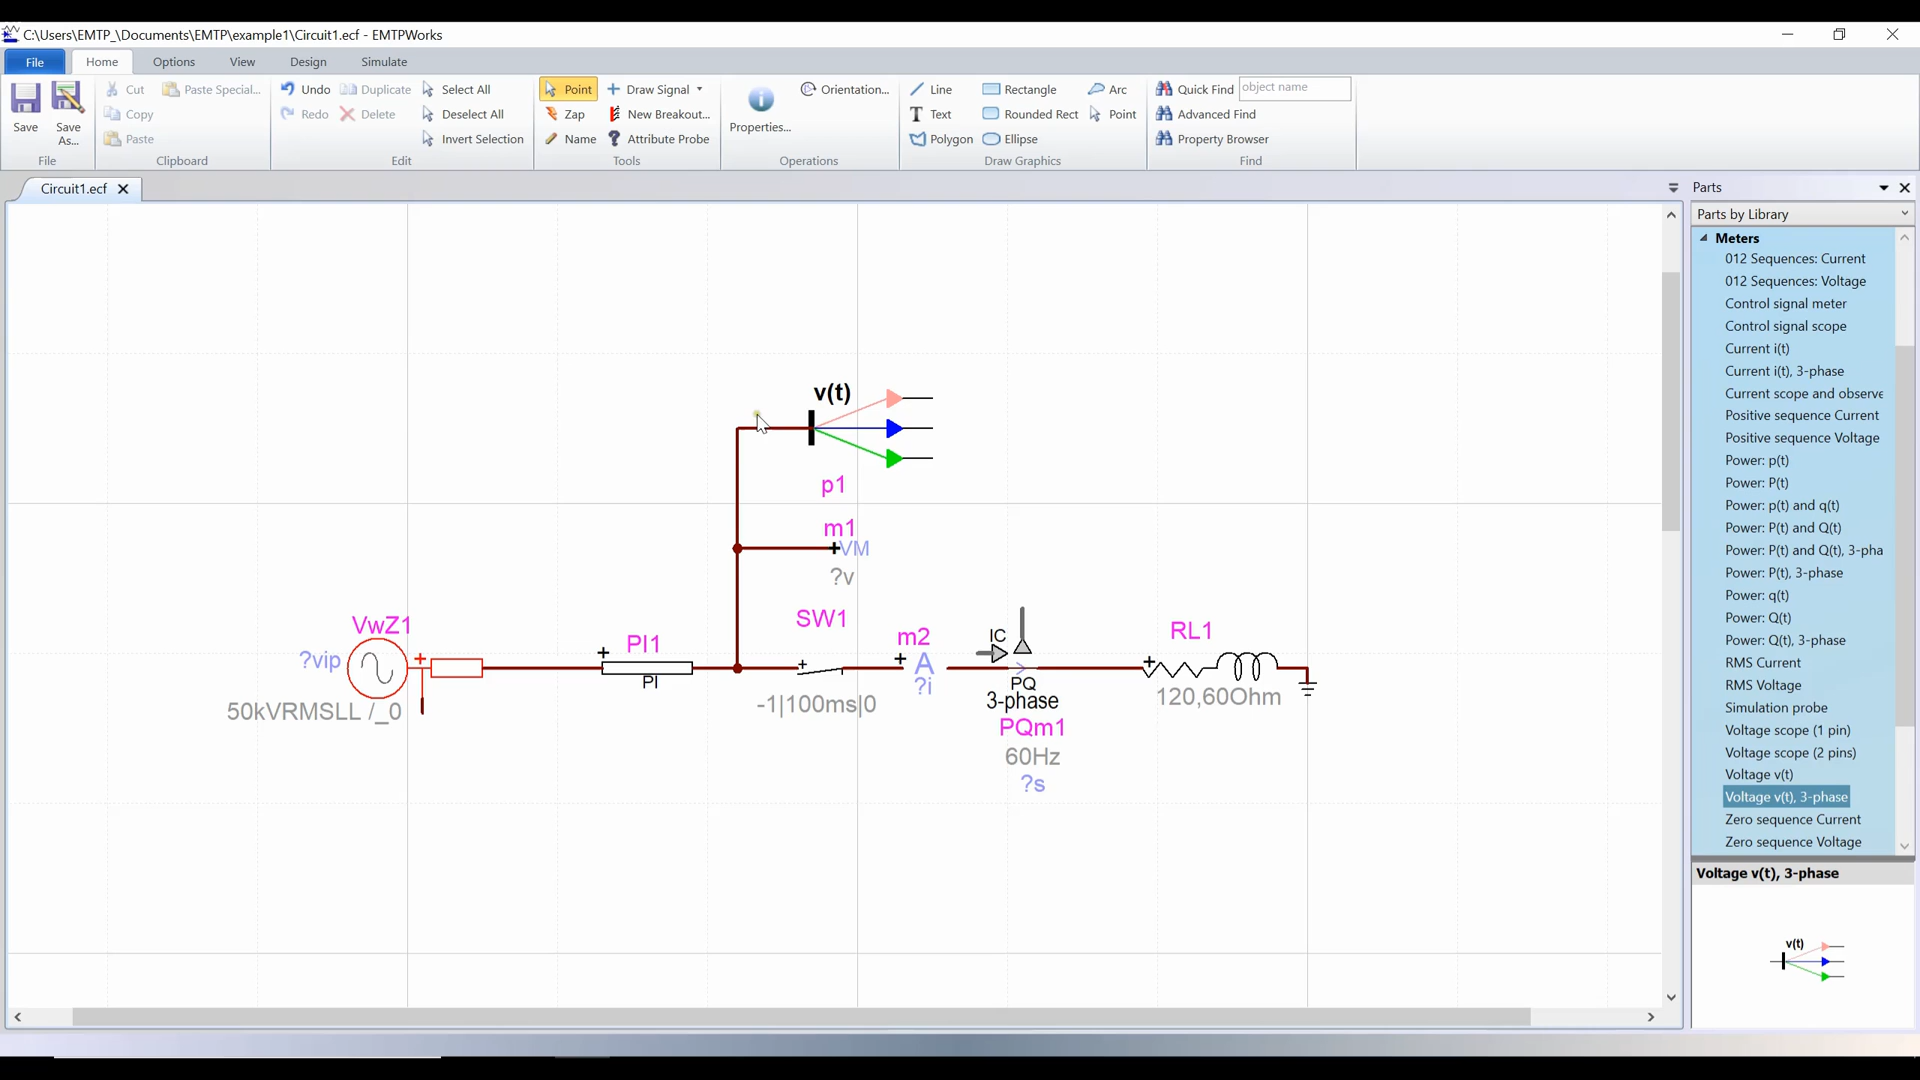 C:\Users\EMTP_\Documents\EMTP\example1\Circuit1.ecf - EMTPWorks
File Home Options View Design Simulate
Save
Save As...
File
Cut Paste Special...
Copy
Paste
Clipboard
Undo Duplicate Select All
Redo Delete Deselect All
Invert Selection
Edit
Point Draw Signal
Zap New Breakout...
Name Attribute Probe
Tools
Properties...
Orientation...
Operations
Line Rectangle Arc
Text Rounded Rect Point
Polygon Ellipse
Draw Graphics
Quick Find object name
Advanced Find
Property Browser
Find
Circuit1.ecf
v(t)
p1
m1
+VM
?v
VwZ1
?vip
+
50kVRMSLL /_0
PI1
+
PI
SW1
+
-1|100ms|0
m2
+
A
?i
IC
PQ
3-phase
PQm1
60Hz
?s
RL1
+
120,60Ohm
Parts
Parts by Library
Meters
012 Sequences: Current
012 Sequences: Voltage
Control signal meter
Control signal scope
Current i(t)
Current i(t), 3-phase
Current scope and observe
Positive sequence Current
Positive sequence Voltage
Power: p(t)
Power: P(t)
Power: p(t) and q(t)
Power: P(t) and Q(t)
Power: P(t) and Q(t), 3-pha
Power: P(t), 3-phase
Power: q(t)
Power: Q(t)
Power: Q(t), 3-phase
RMS Current
RMS Voltage
Simulation probe
Voltage scope (1 pin)
Voltage scope (2 pins)
Voltage v(t)
Voltage v(t), 3-phase
Zero sequence Current
Zero sequence Voltage
Voltage v(t), 3-phase
v(t)